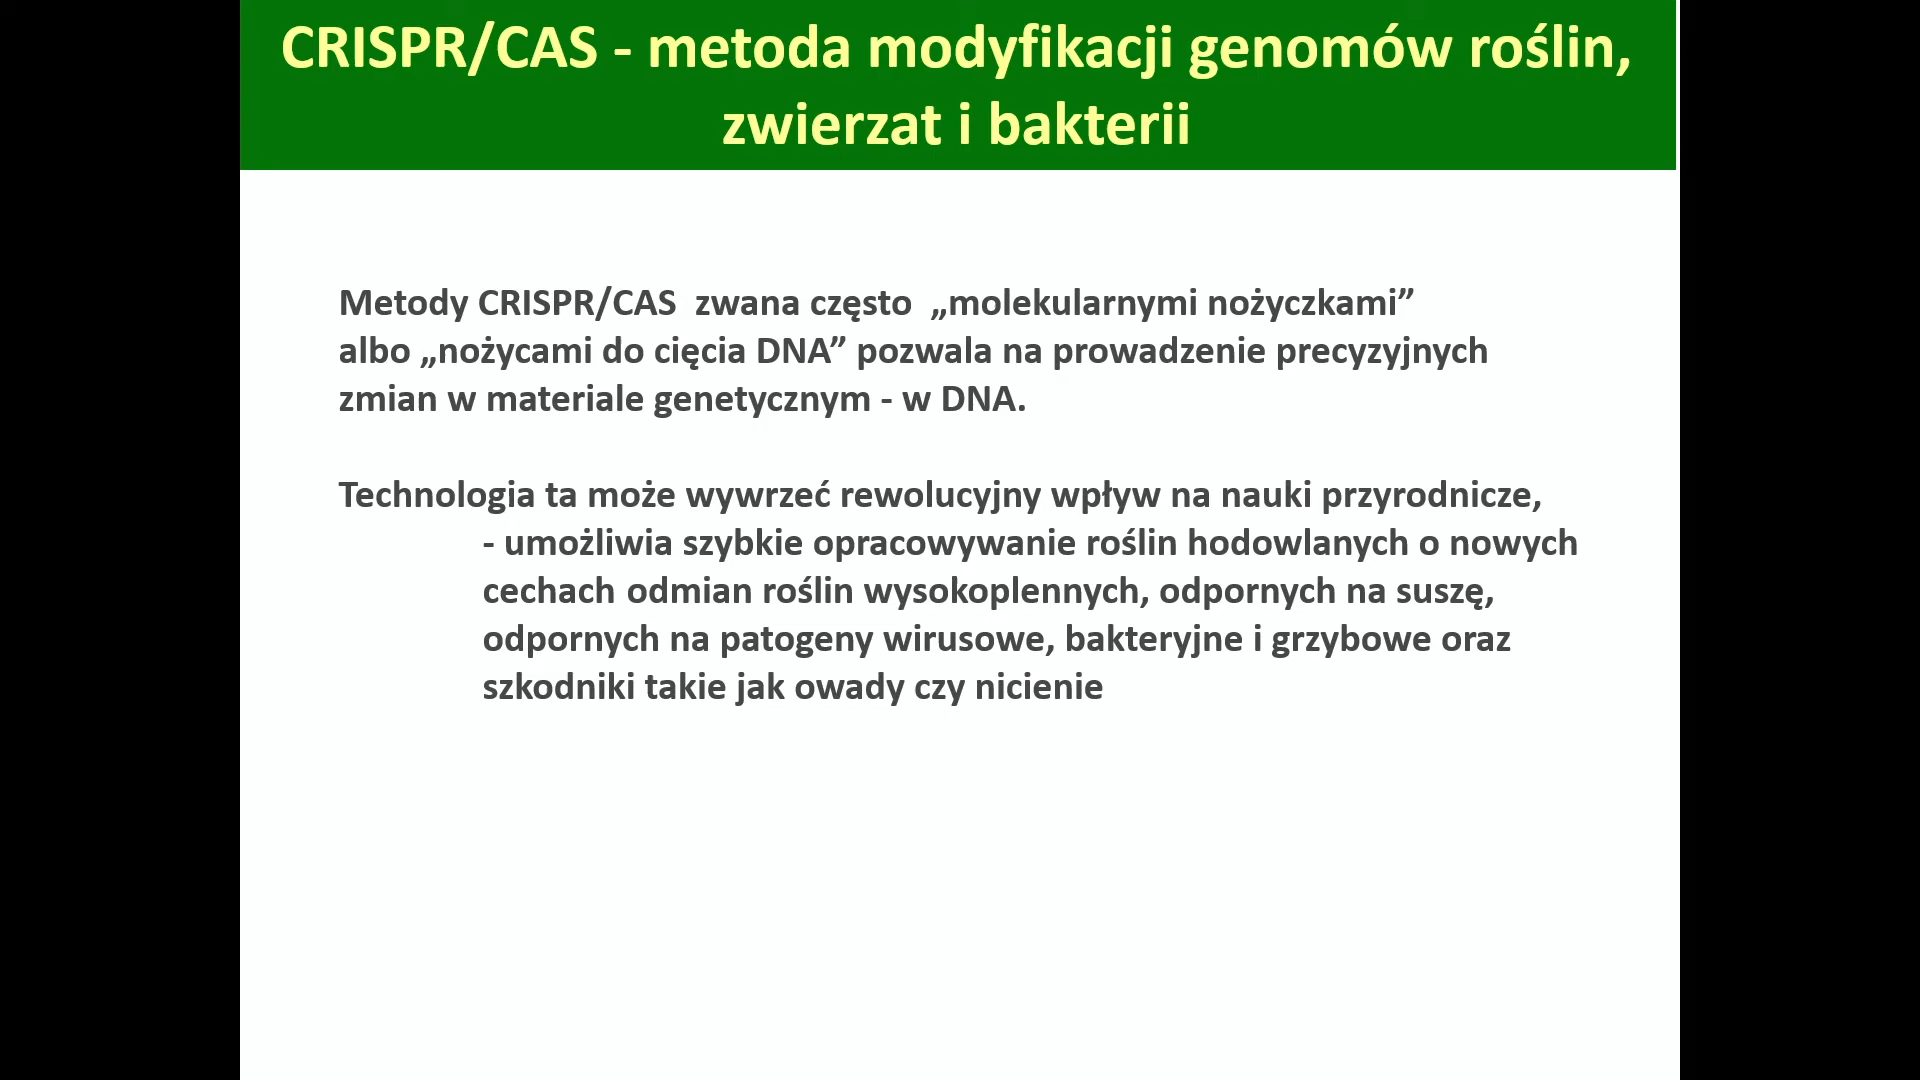 CRISPR/CAS - metoda modyfikacji genomów roślin,
zwierzat i bakterii
Metody CRISPR/CAS zwana często „molekularnymi nożyczkami”
albo „nożycami do cięcia DNA” pozwala na prowadzenie precyzyjnych
zmian w materiale genetycznym - w DNA.
Technologia ta może wywrzeć rewolucyjny wpływ na nauki przyrodnicze,
- umożliwia szybkie opracowywanie roślin hodowlanych o nowych
cechach odmian roślin wysokoplennych, odpornych na suszę,
odpornych na patogeny wirusowe, bakteryjne i grzybowe oraz
szkodniki takie jak owady czy nicienie